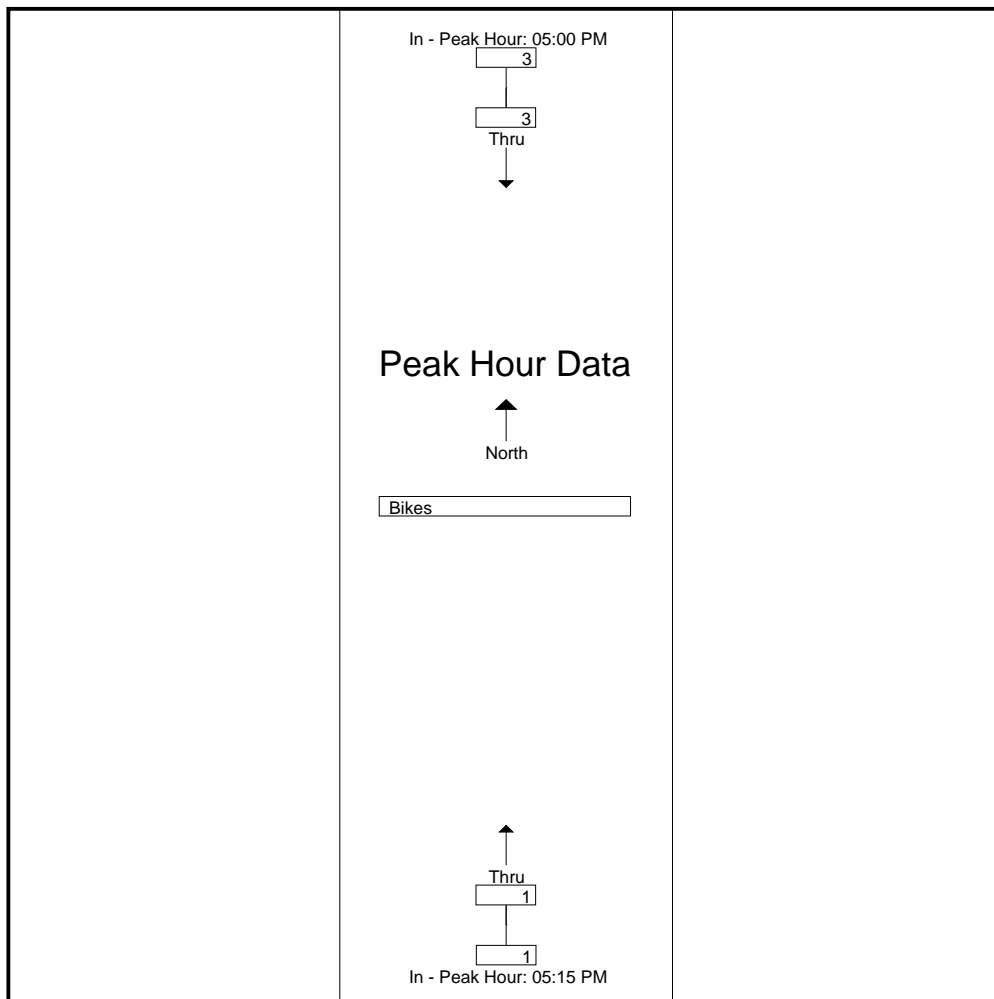 In - Peak Hour: 05:00 PM
3
3
Thru
Peak Hour Data
North
Bikes
Thru
1
1
In - Peak Hour: 05:15 PM